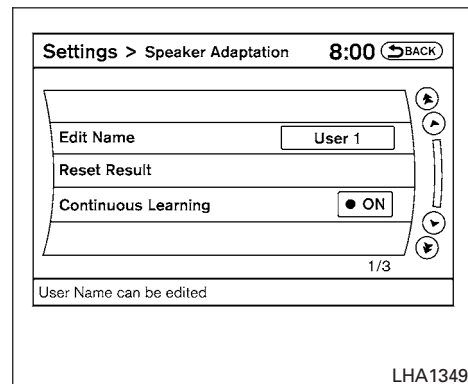 Settings > Speaker Adaptation 8:00 BACK
Edit Name User 1
Reset Result
Continuous Learning ● ON
1/3
User Name can be edited
LHA1349